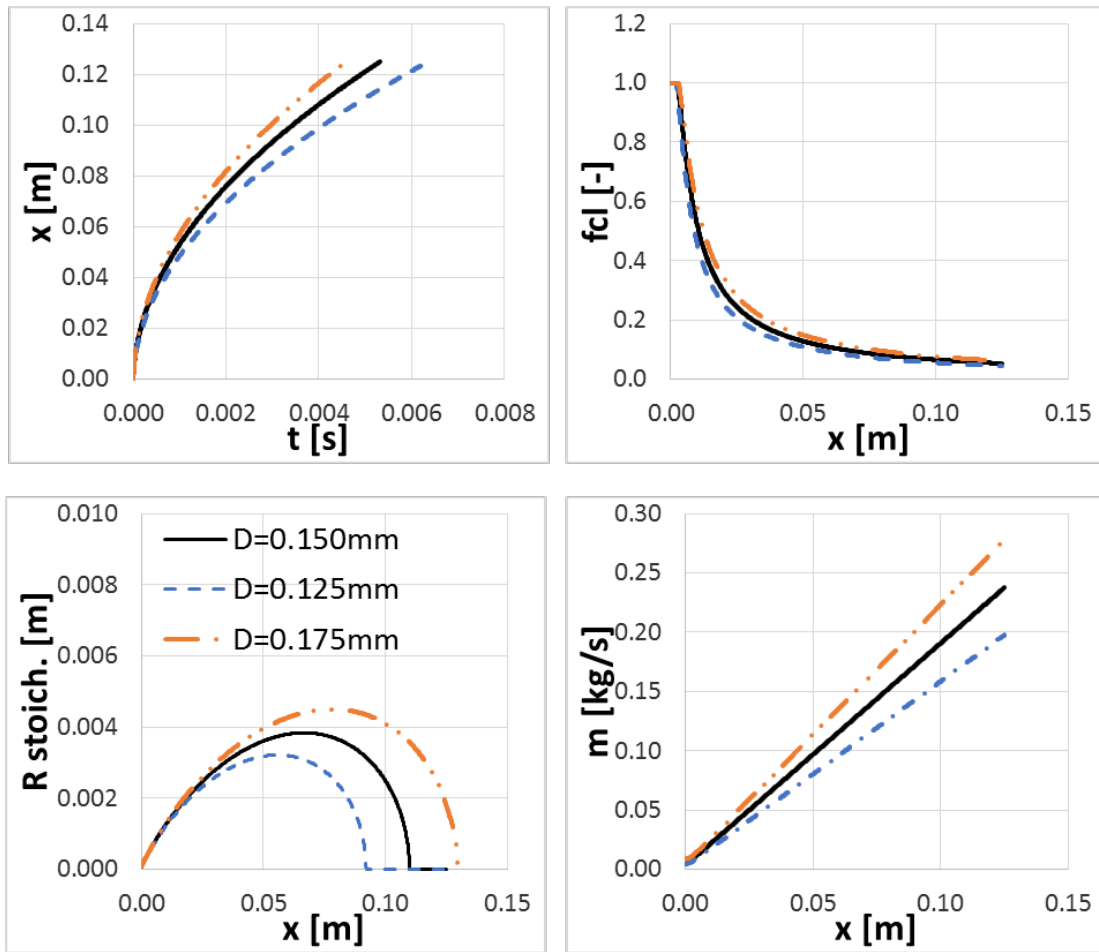 0.14
0.12
0.10
0.08
0.06
0.04
0.02
0.00
x [m]
0.000 0.002 0.004 0.006 0.008
t [s]
1.2
1.0
0.8
0.6
0.4
0.2
0.0
fcl [-]
0.00 0.05 0.10 0.15
x [m]
0.010
0.008
0.006
0.004
0.002
0.000
R stoich. [m]
D=0.150mm
D=0.125mm
D=0.175mm
0.00 0.05 0.10 0.15
x [m]
0.30
0.25
0.20
0.15
0.10
0.05
0.00
m [kg/s]
0.00 0.05 0.10 0.15
x [m]